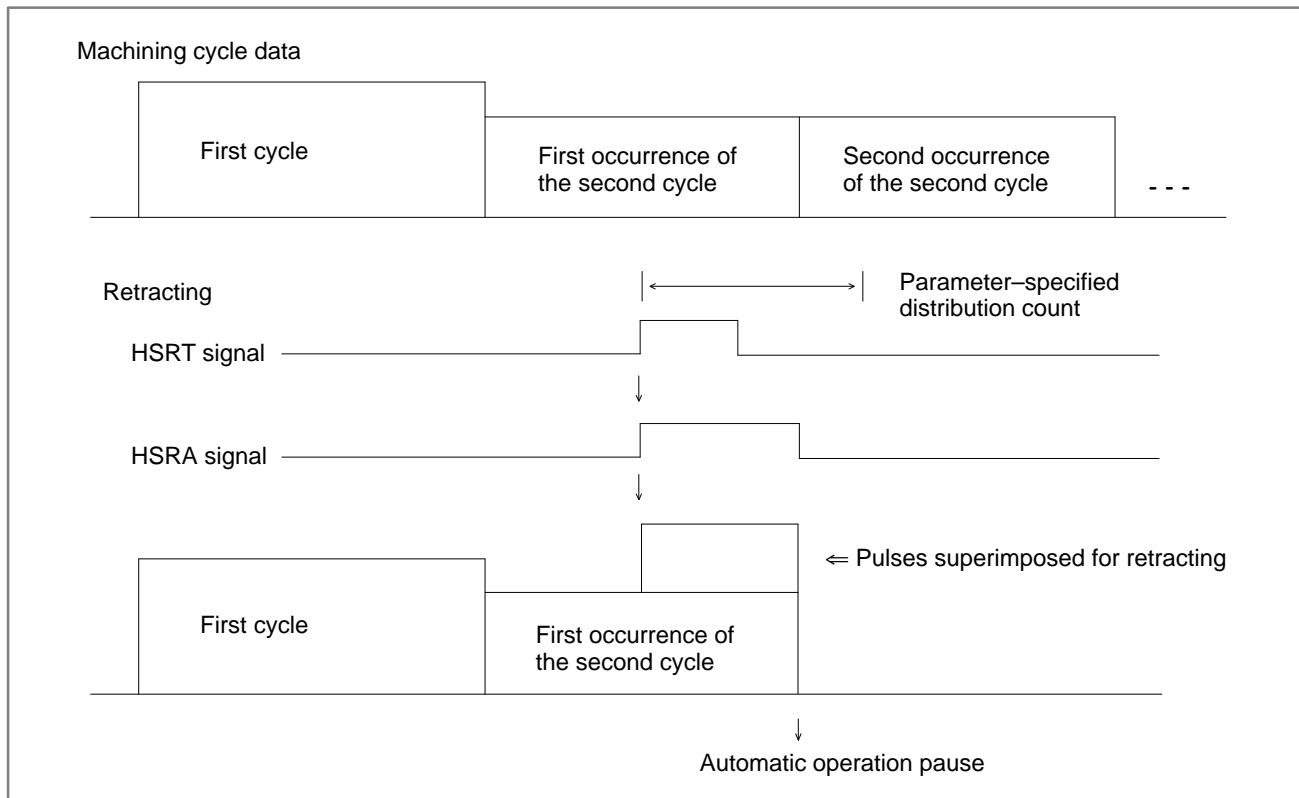 Machining cycle data
First cycle
First occurrence of
the second cycle
Second occurrence
of the second cycle
- - -
Retracting
Parameter–specified
distribution count
HSRT signal
HSRA signal
⇐ Pulses superimposed for retracting
First cycle
First occurrence of
the second cycle
Automatic operation pause